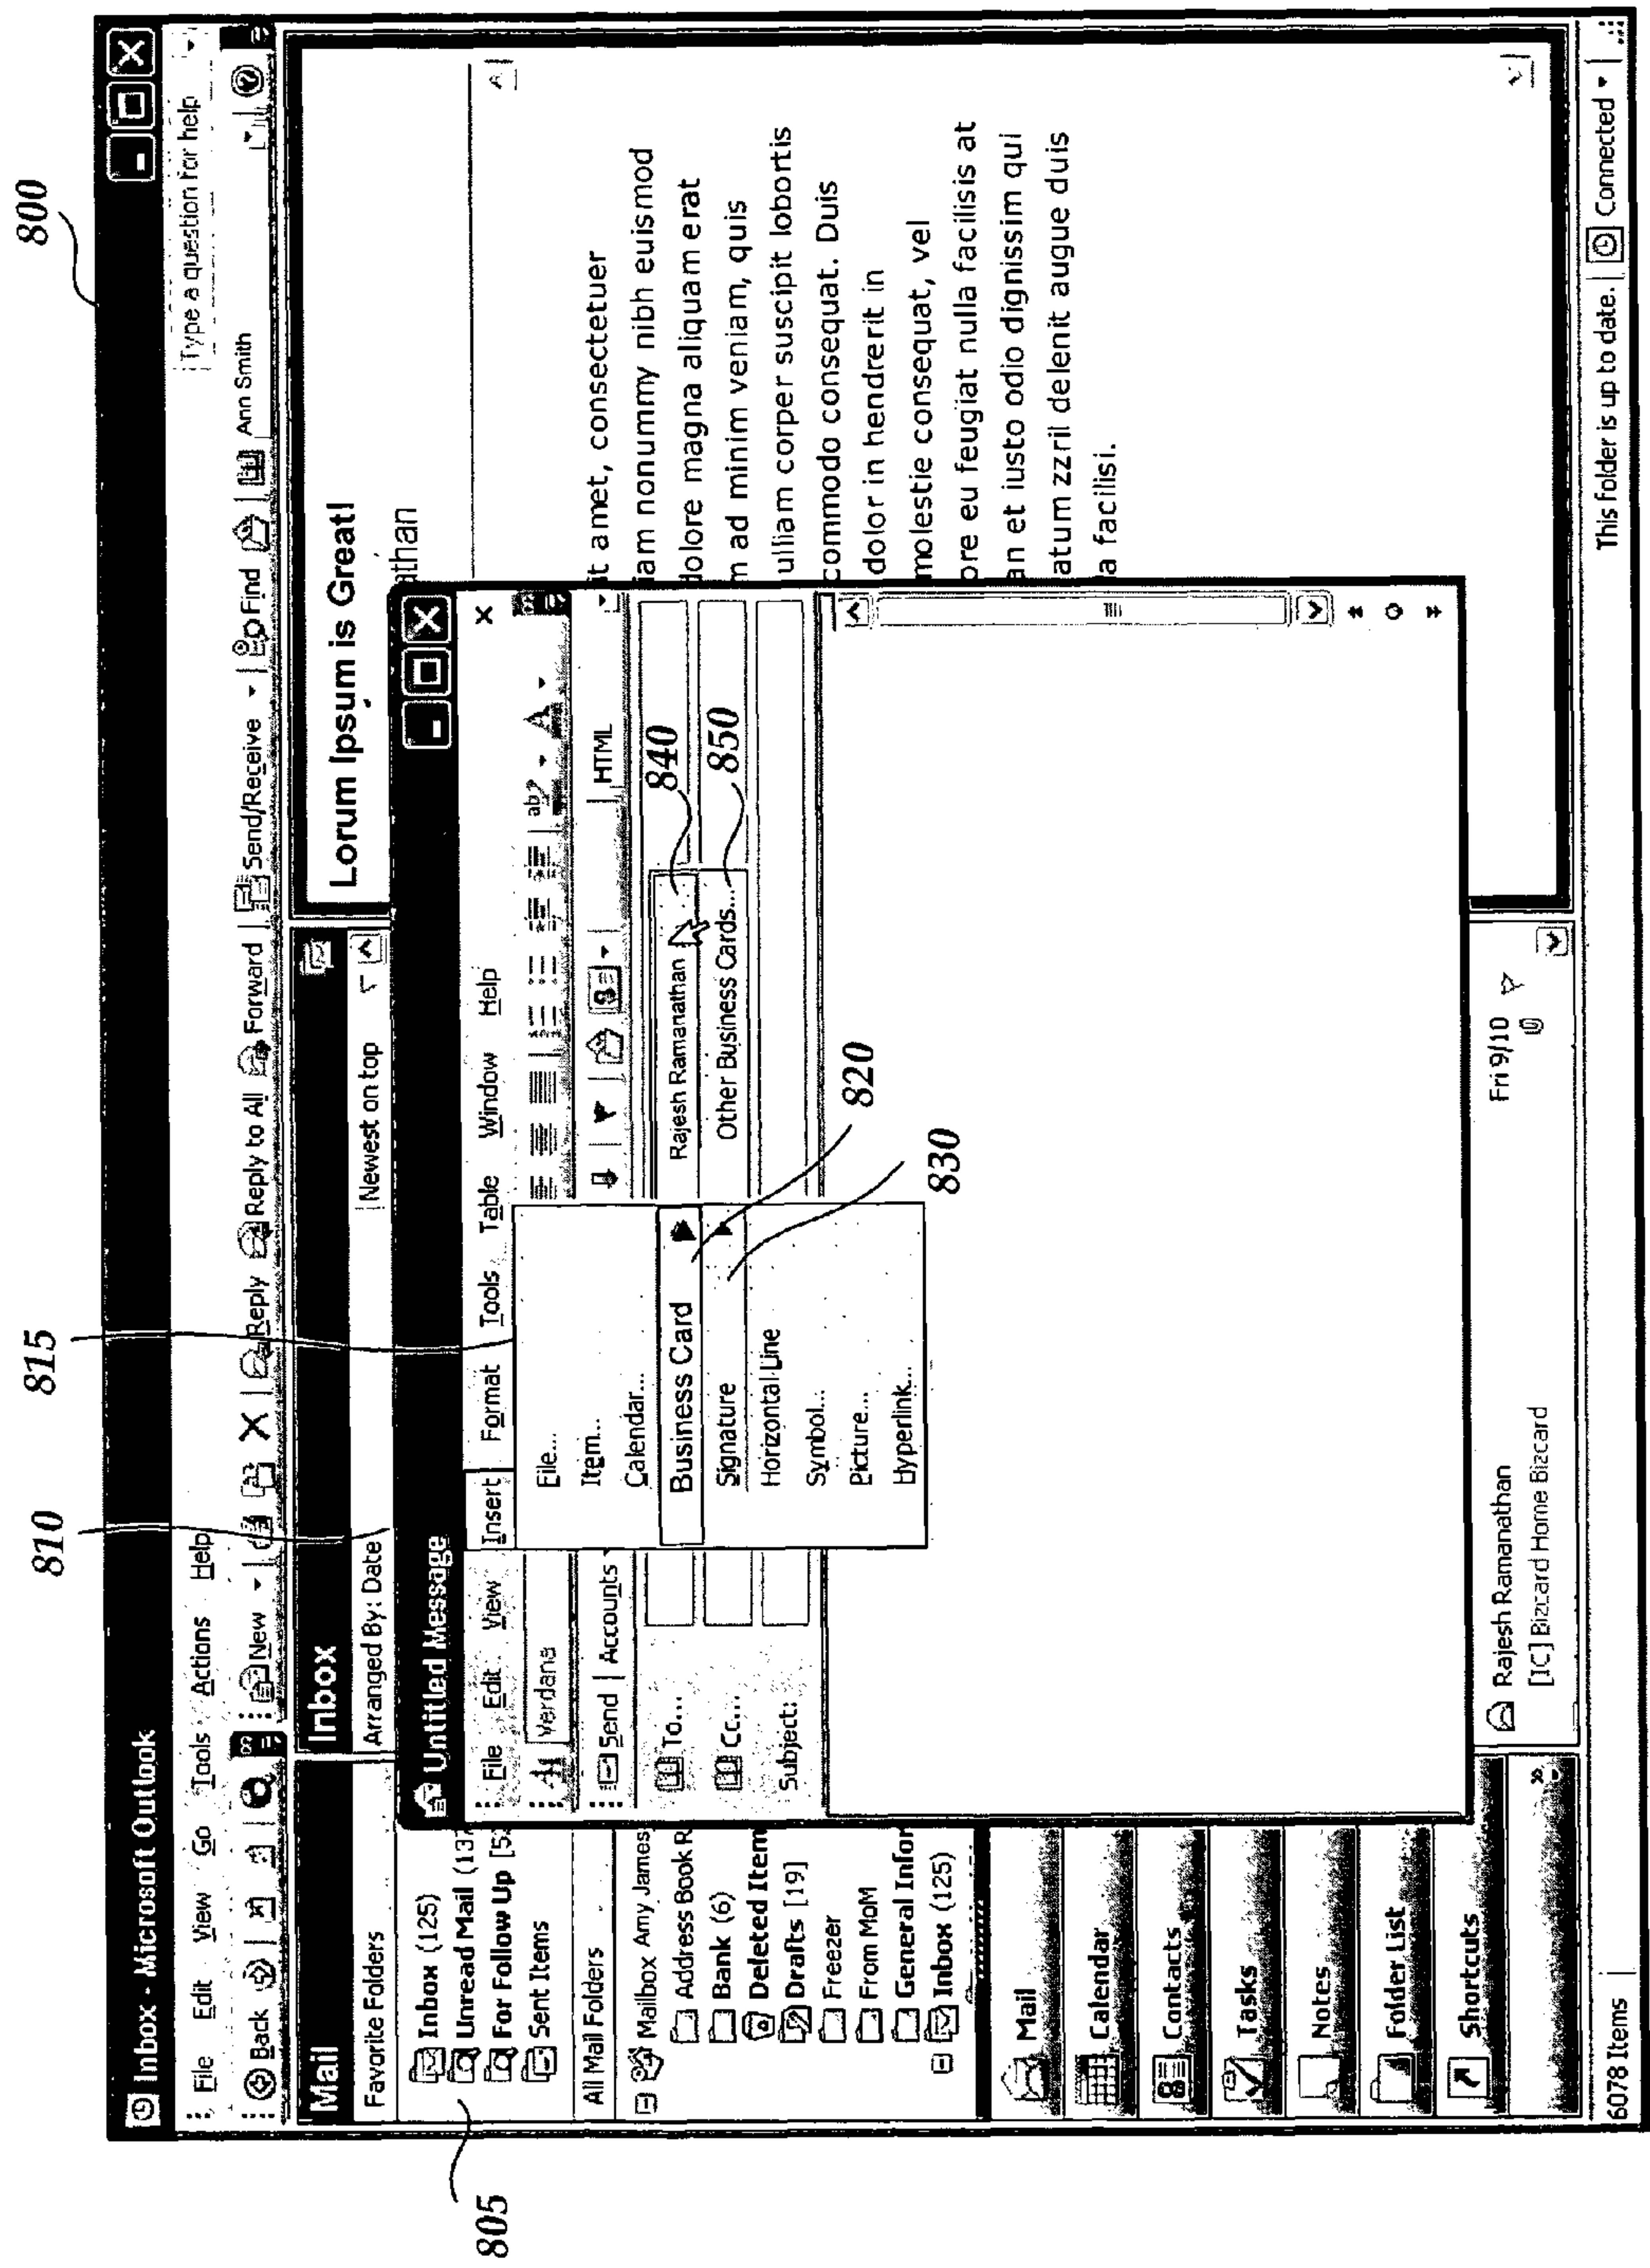 800
815
810
805
Inbox - Microsoft Outlook
File Edit View Go Tools Actions Help
Type a question for help
Back
New
Reply
Reply to All
Forward
Send/Receive
Find
Ann Smith
Mail
Favorite Folders
Inbox (125)
Unread Mail (13
For Follow Up [5
Sent Items
All Mail Folders
Mailbox Amy James
Address Book R
Bank (6)
Deleted Item
Drafts [19]
Freezer
From MoM
General Infor
Inbox (125)
Mail
Calendar
Contacts
Tasks
Notes
Folder List
Shortcuts
Inbox
Arranged By: Date
Newest on top
Untitled Message
File Edit View Insert Format Tools Table Window Help
Verdana
Send
Accounts
HTML
To...
Cc...
Subject:
File...
Item...
Calendar...
Business Card
Signature
Horizontal Line
Symbol...
Picture...
Hyperlink...
Rajesh Ramanathan
Other Business Cards...
840
850
820
830
Rajesh Ramanathan
Fri 9/10
[IC] Bizcard Home Bizcard
Lorum Ipsum is Great!
athan
it amet, consectetuer
iam nonummy nibh euismod
dolore magna aliquam erat
m ad minim veniam, quis
ulliam corper suscipit lobortis
commodo consequat. Duis
dolor in hendrerit in
molestie consequat, vel
ore eu feugiat nulla facilisis at
an et iusto odio dignissim qui
atum zzril delenit augue duis
a facilisi.
6078 Items
This folder is up to date.
Connected